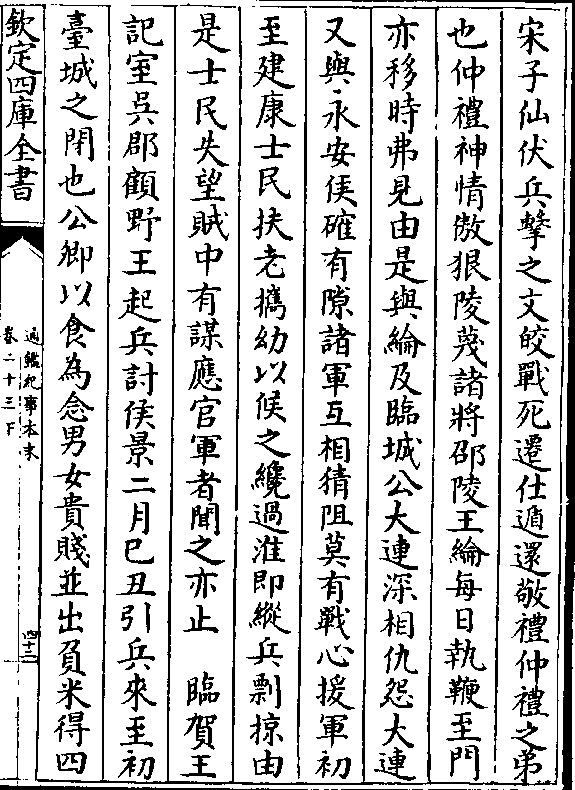 宋子仙伏兵擊之文皎戰死遷仕遁還敬禮仲禮之弟
也仲禮神情傲狠陵蔑諸將邵陵王綸每日執鞭至門
亦移時弗見由是與綸及臨城公大連深相仇怨大連
又與永安侯確有隙諸軍互相猜阻莫有戰心援軍初
至建康士民扶老攜幼以候之纔過淮即縱兵剽掠由
是士民失望賊中有謀應官軍者聞之亦止　臨賀王
記室吳郡顧野王起兵討侯景二月己丑引兵來至初
臺城之閉也公卿以食為念男女貴賤並出負米得四
欽定四庫全書
通鑑紀事本末
卷二十三下
四十二